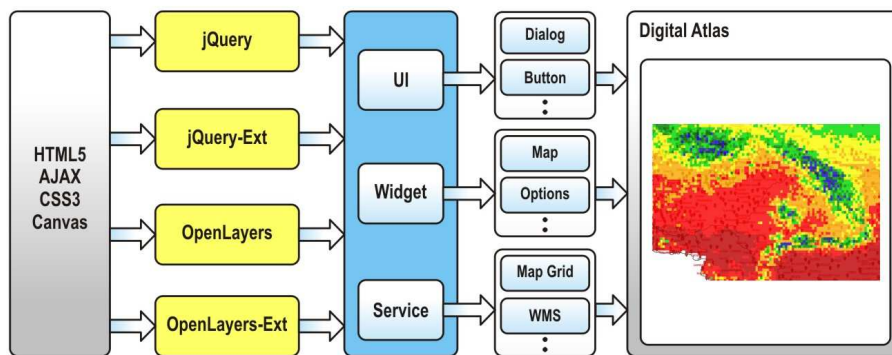 HTML5
AJAX
CSS3
Canvas
jQuery
jQuery-Ext
OpenLayers
OpenLayers-Ext
UI
Widget
Service
Dialog
Button
Map
Options
Map Grid
WMS
Digital Atlas